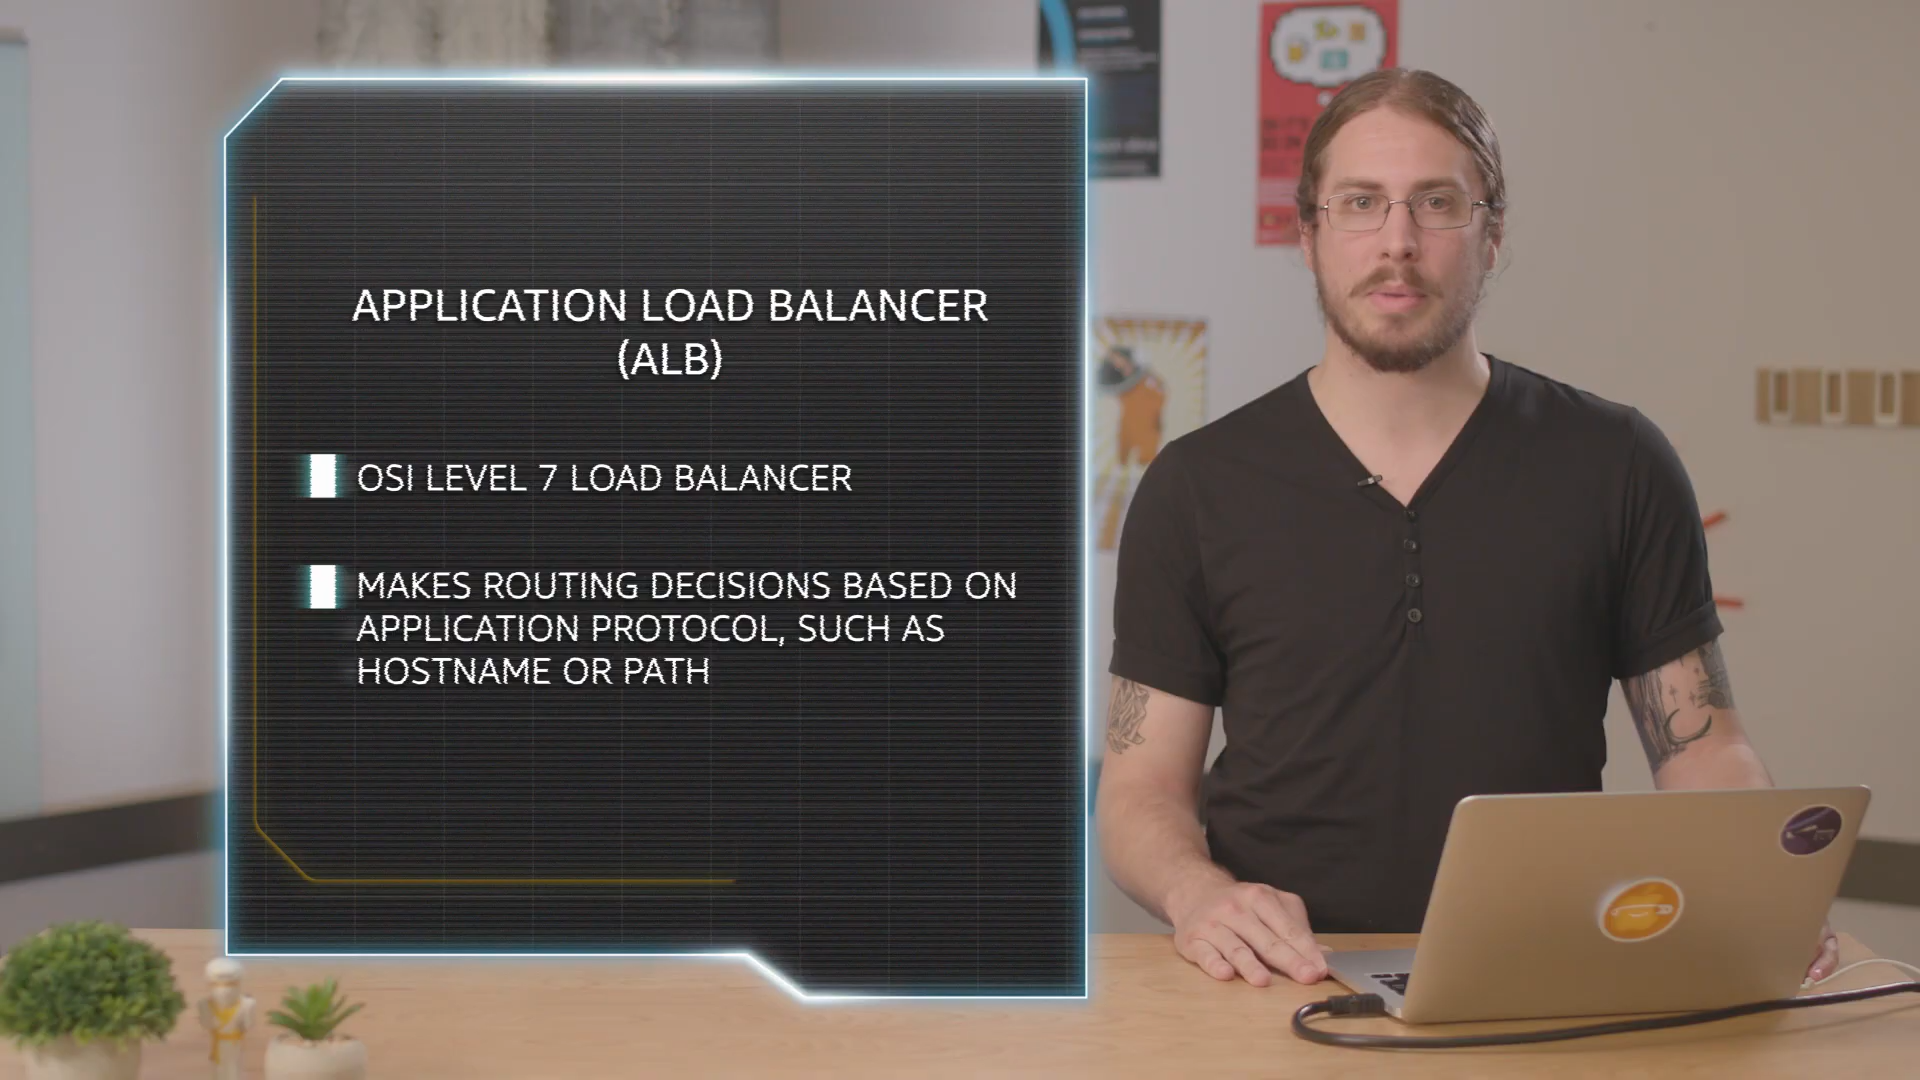 APPLICATION LOAD BALANCER
(ALB)
OSI LEVEL 7 LOAD BALANCER
MAKES ROUTING DECISIONS BASED ON
APPLICATION PROTOCOL, SUCH AS
HOSTNAME OR PATH